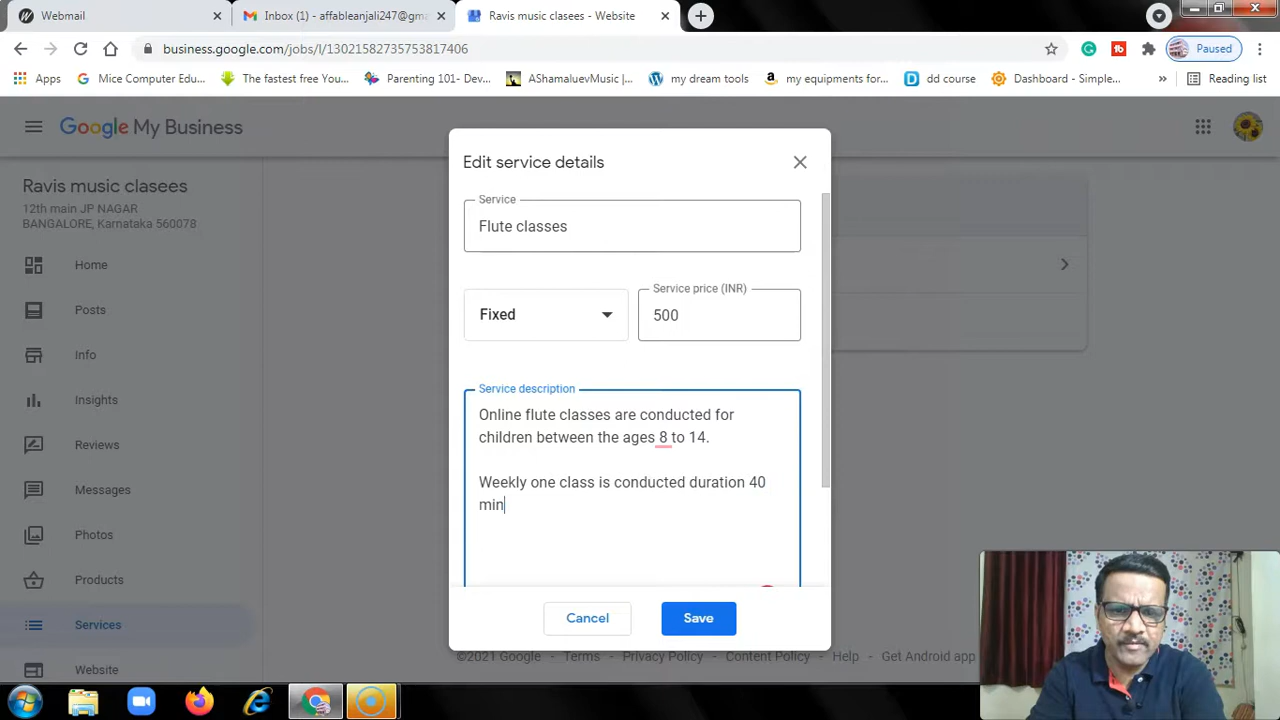 Webmail
Inbox (1) - affableanjali247@gma
Ravis music clasees - Website
business.google.com/jobs/l/13021582735753817406
Paused
Apps
Mice Computer Edu...
The fastest free You...
Parenting 101- Dev...
AShamaluevMusic |...
my dream tools
my equipments for...
dd course
Dashboard - Simple...
»
Reading list
Google My Business
Ravis music clasees
12th main JP NAGAR
BANGALORE, Karnataka 560078
Home
Posts
Info
Insights
Reviews
Messages
Photos
Products
Services
Website
Edit service details
Service
Flute classes
Fixed
Service price (INR)
500
Service description
Online flute classes are conducted for
children between the ages 8 to 14.
Weekly one class is conducted duration 40
min
Cancel
Save
©2021 Google - Terms - Privacy Policy - Content Policy - Help - Get Android app